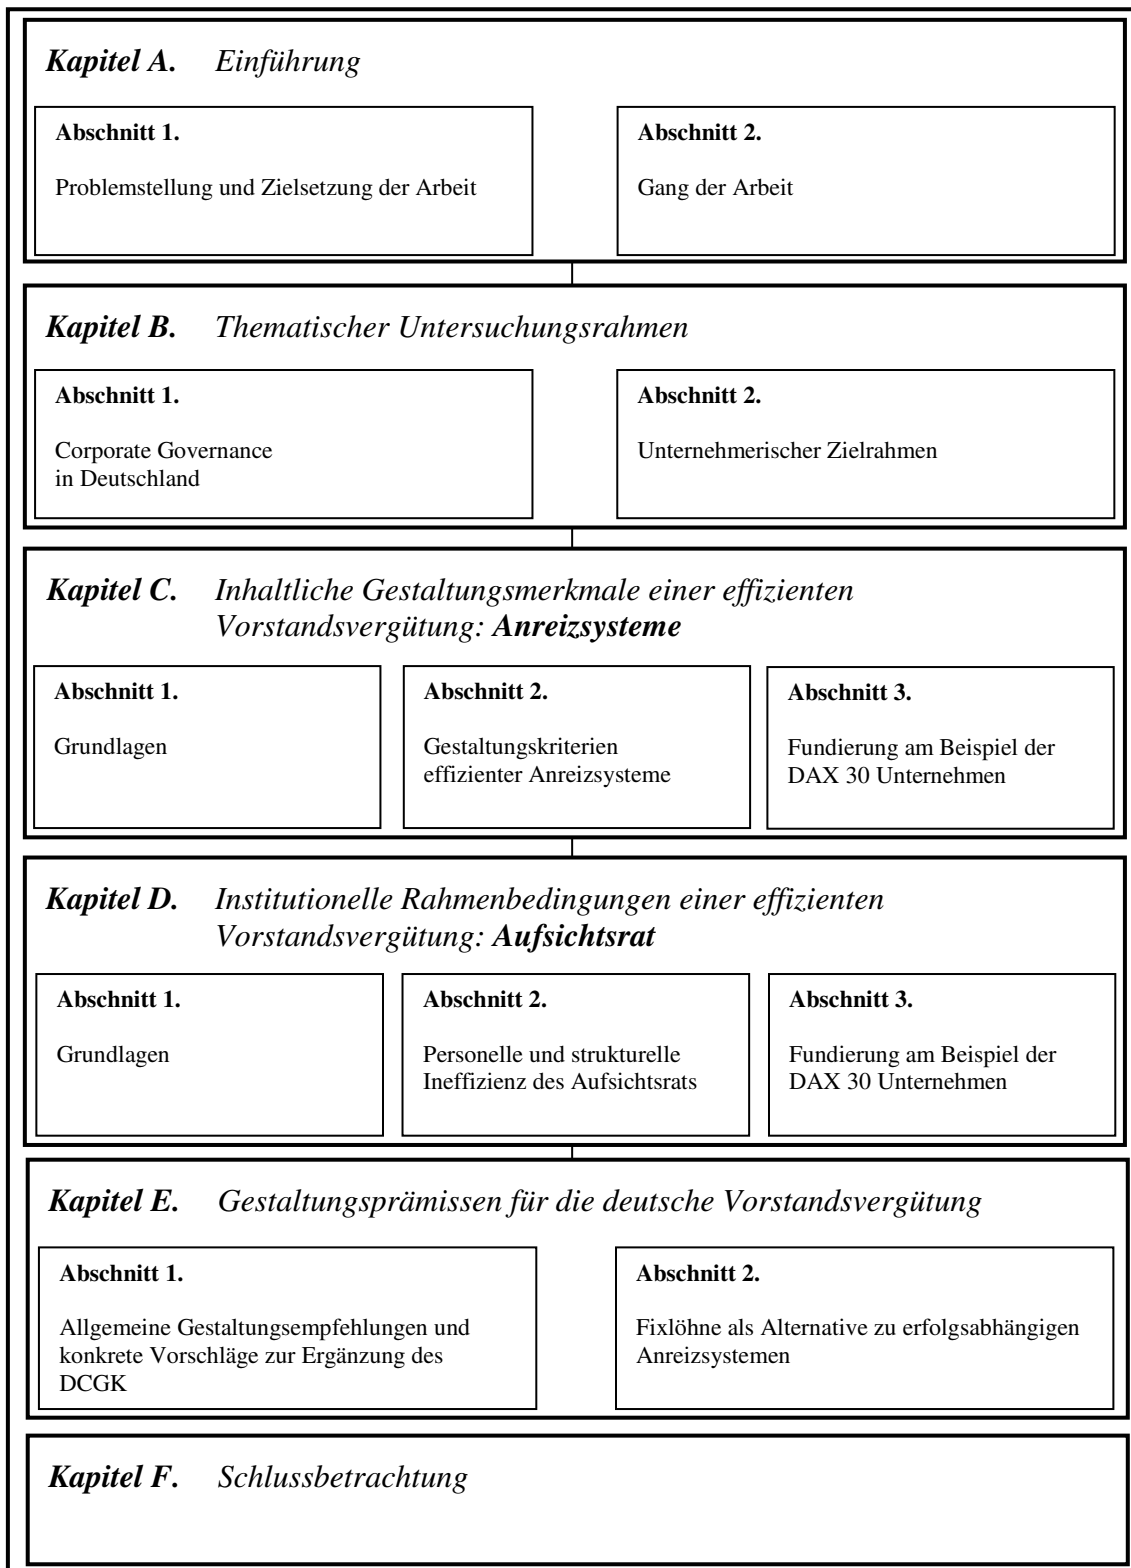 Kapitel A. Einführung
Abschnitt 1.
Problemstellung und Zielsetzung der Arbeit
Abschnitt 2.
Gang der Arbeit
Kapitel B. Thematischer Untersuchungsrahmen
Abschnitt 1.
Corporate Governance
in Deutschland
Abschnitt 2.
Unternehmerischer Zielrahmen
Kapitel C. Inhaltliche Gestaltungsmerkmale einer effizienten
Vorstandsvergütung: Anreizsysteme
Abschnitt 1.
Grundlagen
Abschnitt 2.
Gestaltungskriterien
effizienter Anreizsysteme
Abschnitt 3.
Fundierung am Beispiel der
DAX 30 Unternehmen
Kapitel D. Institutionelle Rahmenbedingungen einer effizienten
Vorstandsvergütung: Aufsichtsrat
Abschnitt 1.
Grundlagen
Abschnitt 2.
Personelle und strukturelle
Ineffizienz des Aufsichtsrats
Abschnitt 3.
Fundierung am Beispiel der
DAX 30 Unternehmen
Kapitel E. Gestaltungsprämissen für die deutsche Vorstandsvergütung
Abschnitt 1.
Allgemeine Gestaltungsempfehlungen und
konkrete Vorschläge zur Ergänzung des
DCGK
Abschnitt 2.
Fixlöhne als Alternative zu erfolgsabhängigen
Anreizsystemen
Kapitel F. Schlussbetrachtung